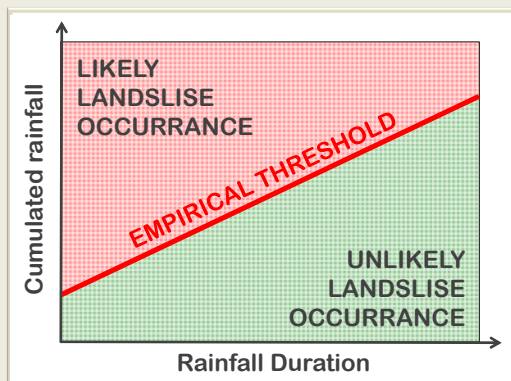 LIKELY
LANDSLISE
OCCURRANCE
EMPIRICAL THRESHOLD
UNLIKELY
LANDSLISE
OCCURRANCE
Cumulated rainfall
Rainfall Duration